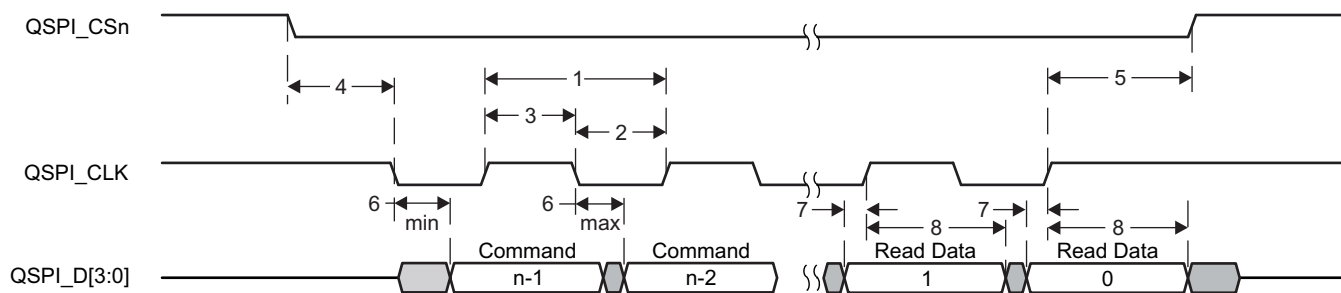 QSPI_CSn
4
1
5
3
2
QSPI_CLK
6
min
6
max
7
8
7
8
Command
Command
Read Data
Read Data
QSPI_D[3:0]
n-1
n-2
1
0